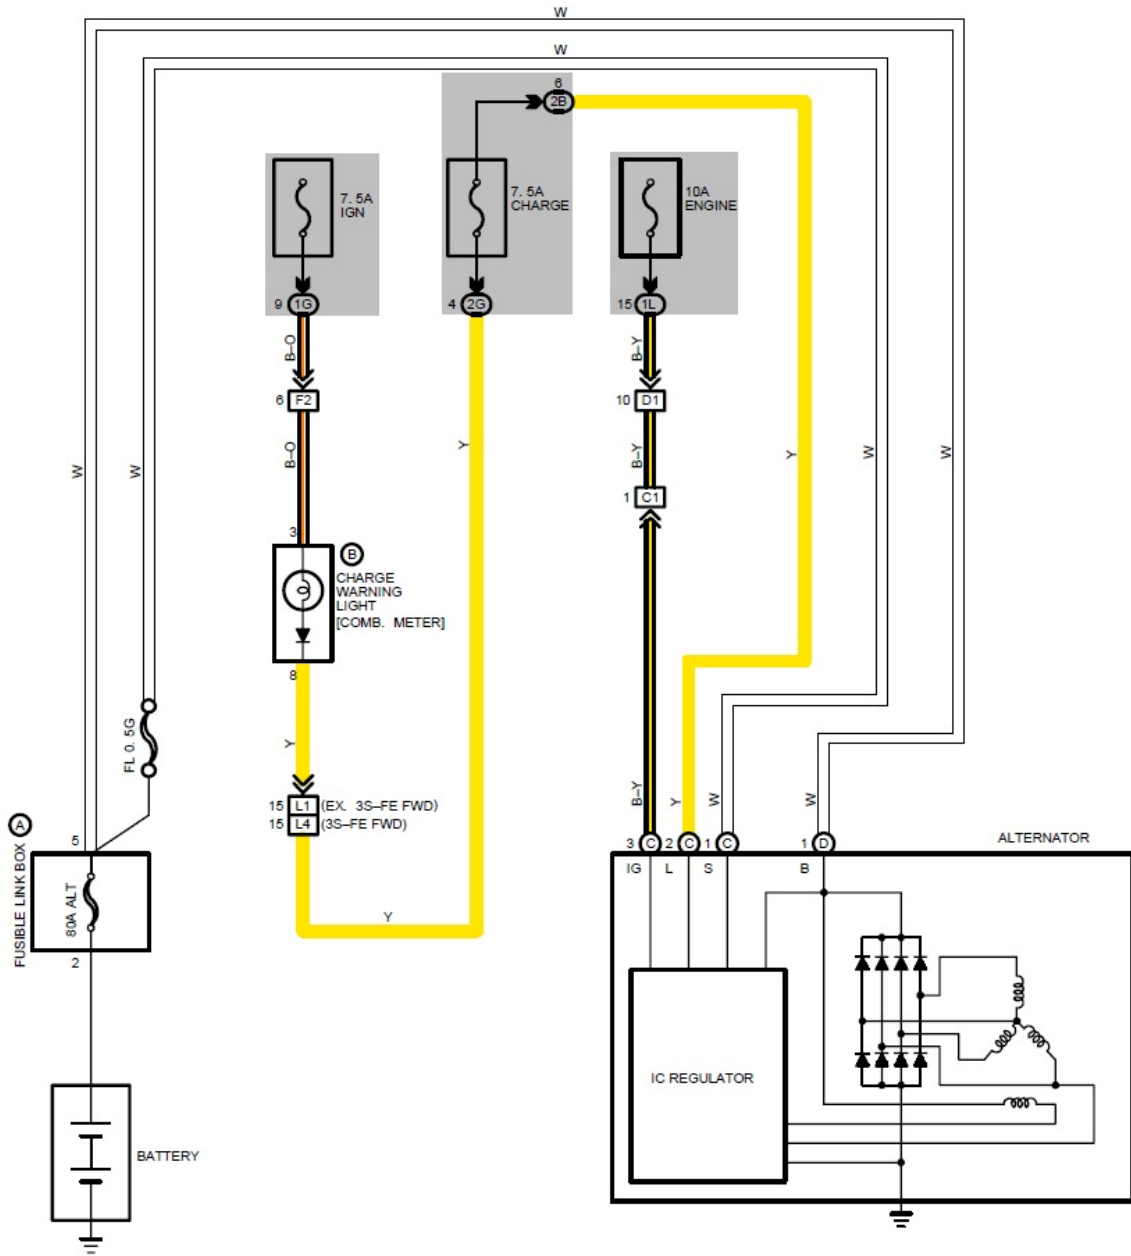 W
W
6
2B
7. 5A
IGN
7. 5A
CHARGE
10A
ENGINE
9 1G
4 2G
15 1L
B–O
B–Y
6 F2
10 D1
B–O
Y
B–Y
Y
W
W
W
W
1 C1
3
B
CHARGE
WARNING
LIGHT
[COMB. METER]
8
FL 0. 5G
Y
B–Y
Y
W
W
15 L1 (EX. 3S–FE FWD)
15 L4 (3S–FE FWD)
A
FUSIBLE LINK BOX
5
80A ALT
2
Y
3 C
2 C
1 C
1 D
ALTERNATOR
IG
L
S
B
IC REGULATOR
BATTERY